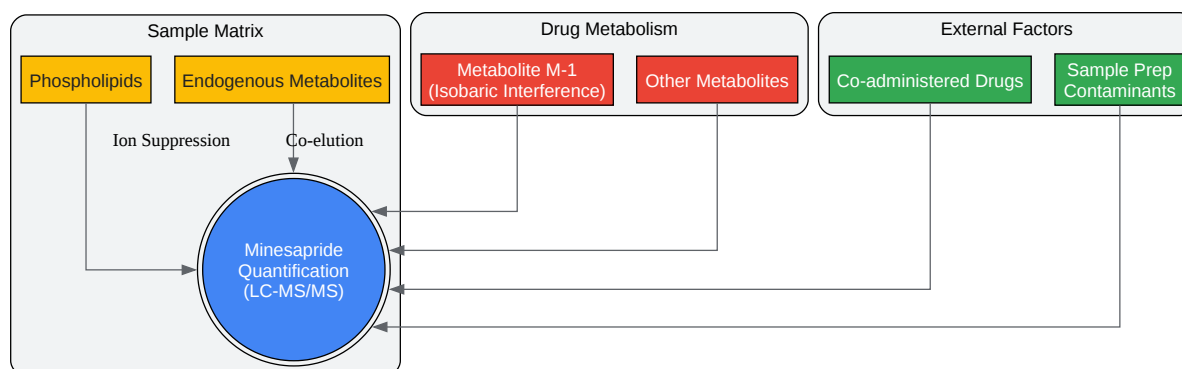 Sample Matrix
Drug Metabolism
External Factors
Phospholipids
Endogenous Metabolites
Metabolite M-1
(Isobaric Interference)
Other Metabolites
Co-administered Drugs
Sample Prep
Contaminants
Ion Suppression
Co-elution
Minesapride
Quantification
(LC-MS/MS)